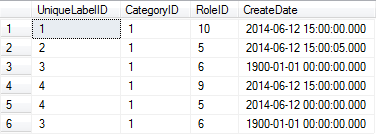 UniqueLabelID CategoryID RoleID CreateDate
1 1 1 10 2014-06-12 15:00:00.000
2 2 1 5 2014-06-12 15:00:05.000
3 3 1 6 1900-01-01 00:00:00.000
4 4 1 9 2014-06-12 15:00:00.000
5 4 1 5 2014-06-12 00:00:00.000
6 3 1 6 1900-01-01 00:00:00.000